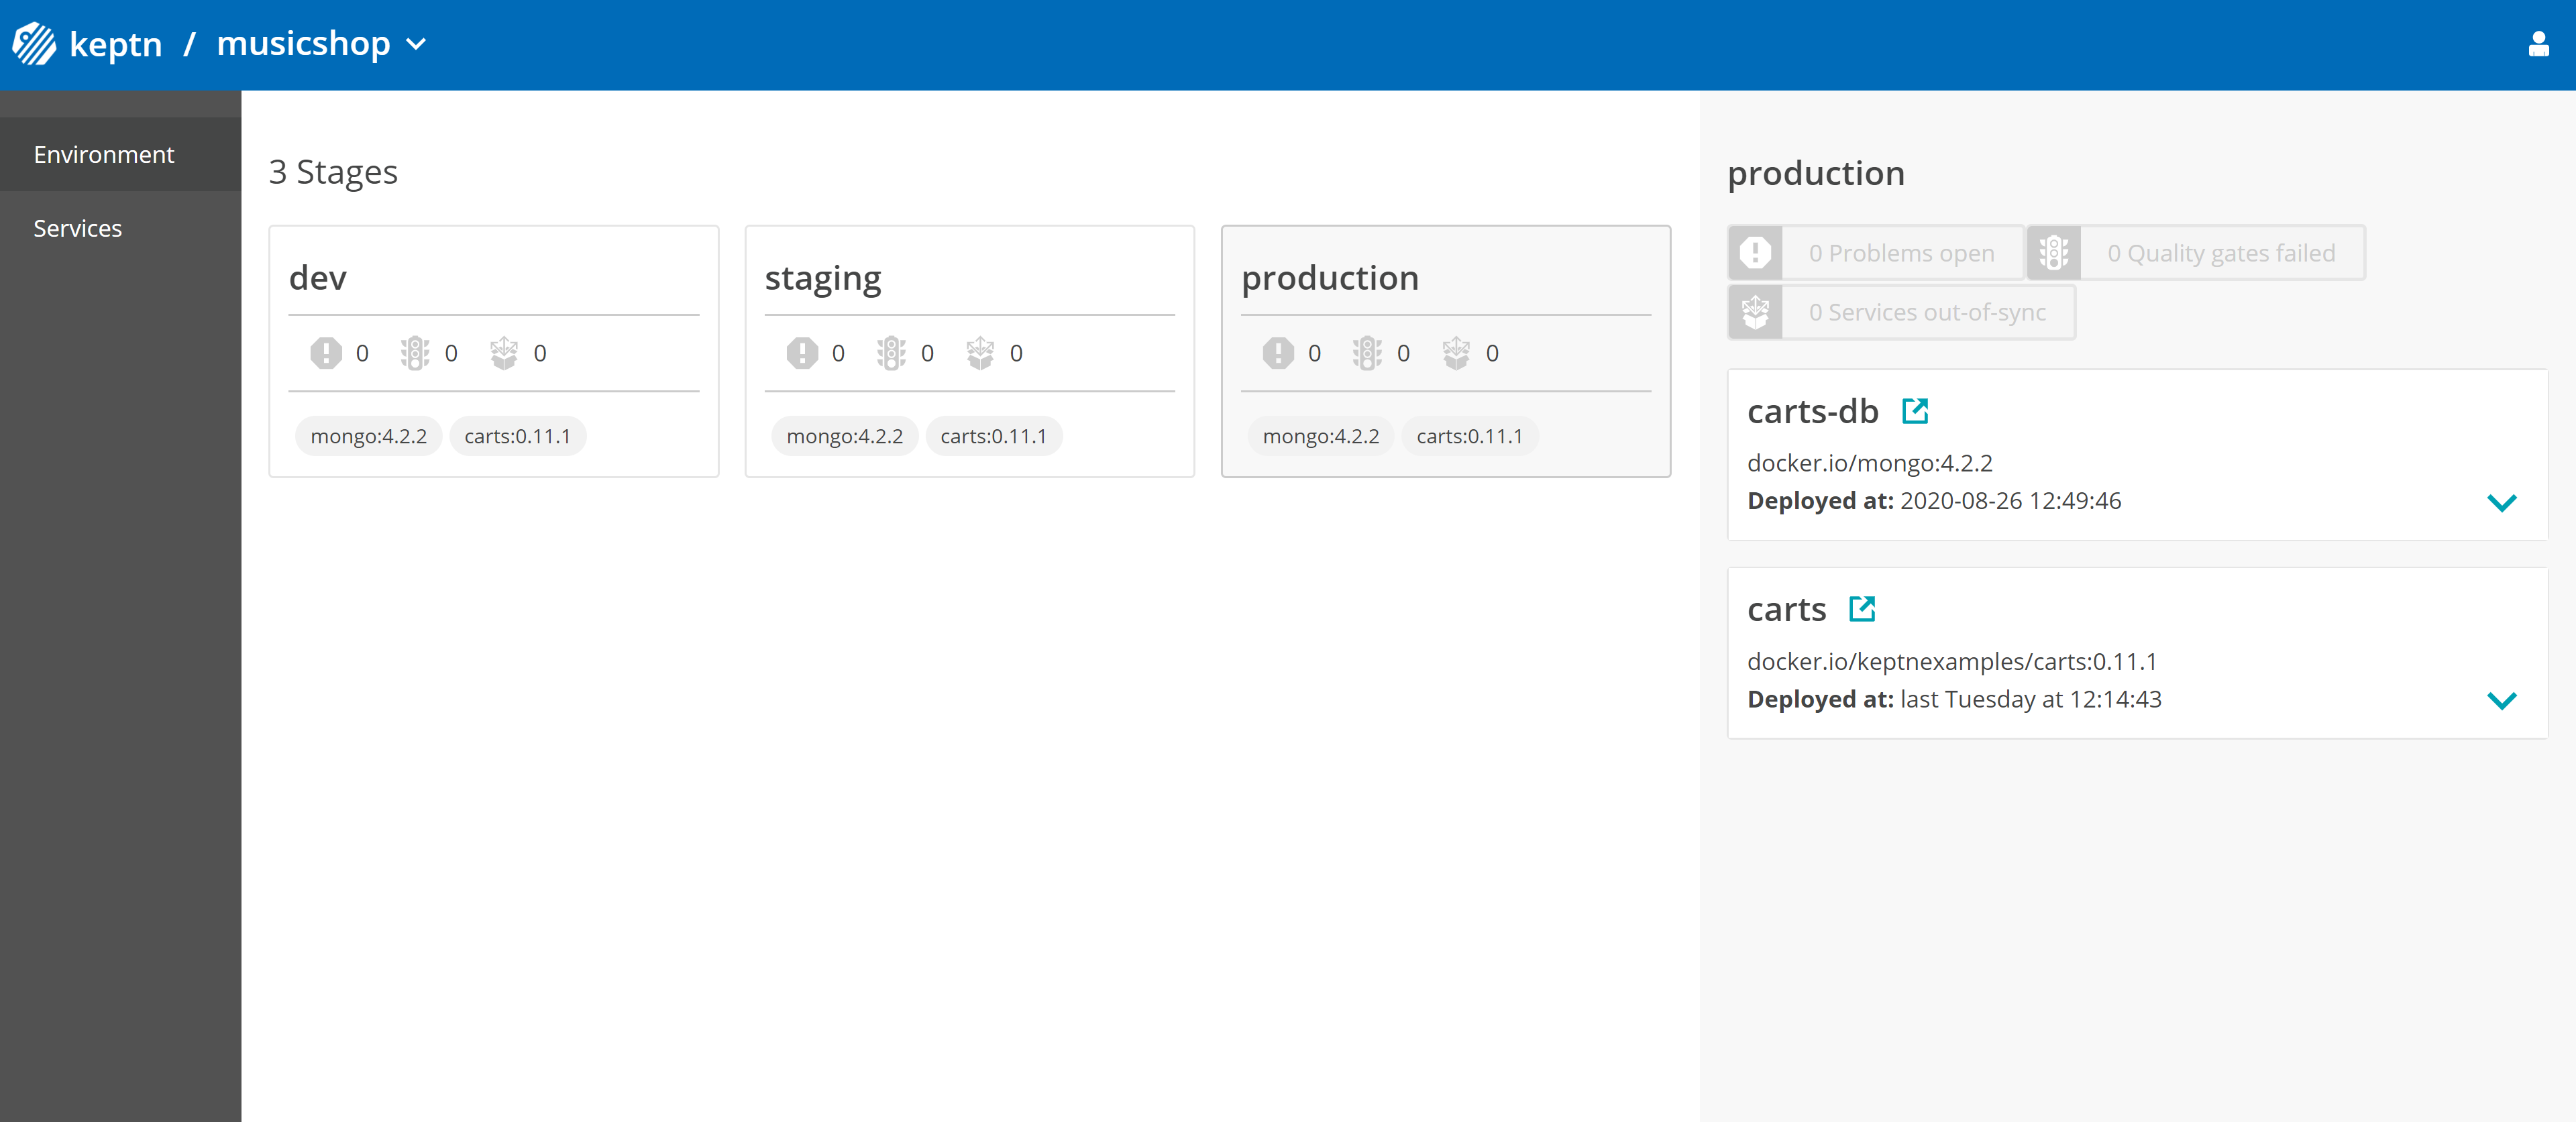 keptn / musicshop
Environment
Services
3 Stages
dev
0 0 0
mongo:4.2.2 carts:0.11.1
staging
0 0 0
mongo:4.2.2 carts:0.11.1
production
0 0 0
mongo:4.2.2 carts:0.11.1
production
0 Problems open 0 Quality gates failed
0 Services out-of-sync
carts-db
docker.io/mongo:4.2.2
Deployed at: 2020-08-26 12:49:46
carts
docker.io/keptnexamples/carts:0.11.1
Deployed at: last Tuesday at 12:14:43